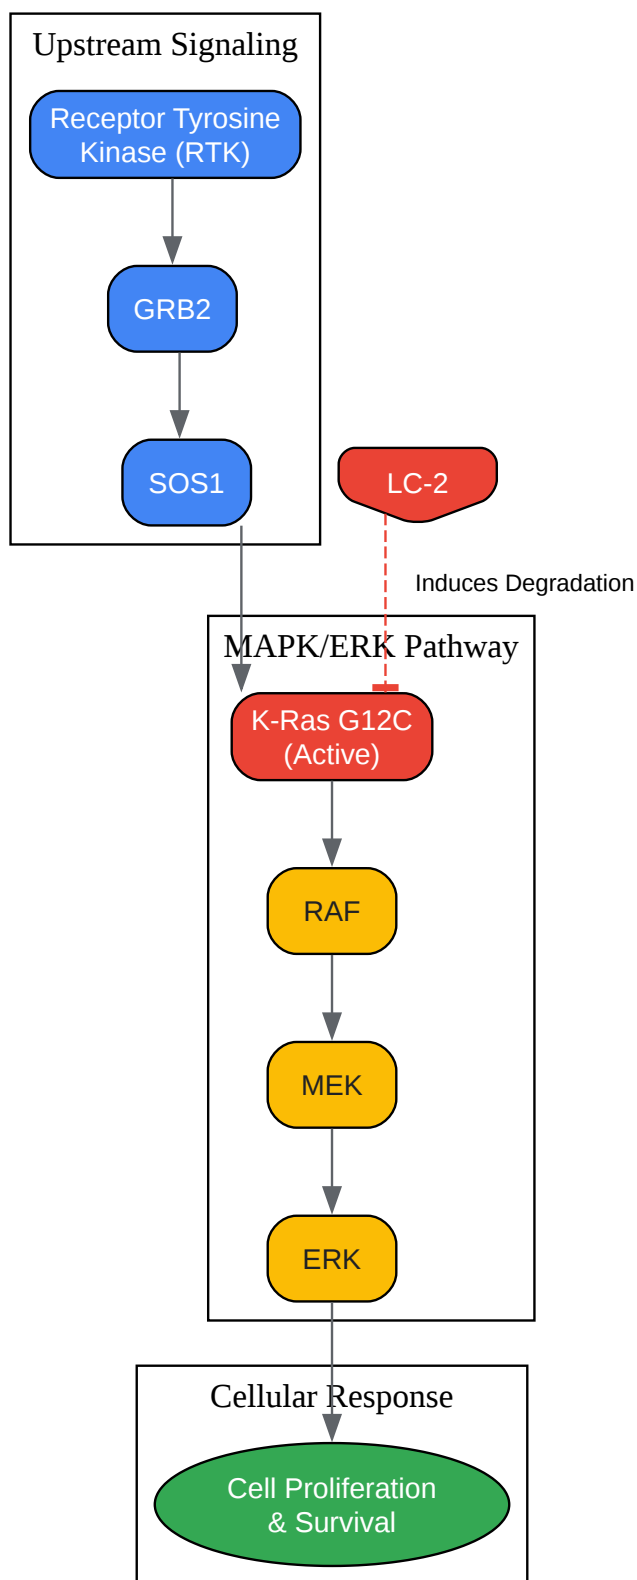 Upstream Signaling
Receptor Tyrosine
Kinase (RTK)
GRB2
SOS1
LC-2
Induces Degradation
MAPK/ERK Pathway
K-Ras G12C
(Active)
RAF
MEK
ERK
Cellular Response
Cell Proliferation
& Survival